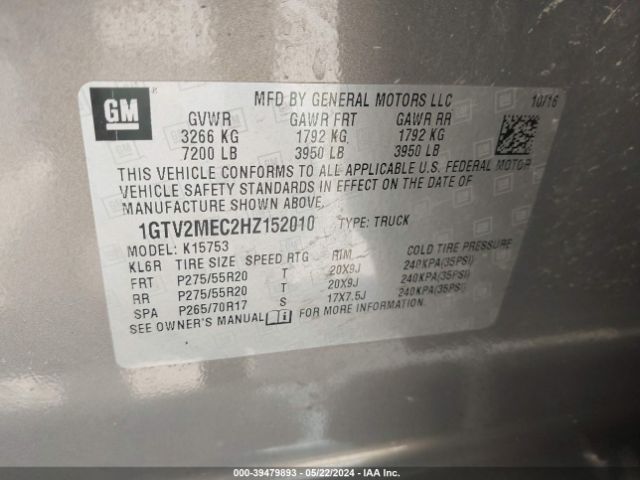 GM
MFD BY GENERAL MOTORS LLC 10/16
GVWR GAWR FRT GAWR RR
3266 KG 1792 KG 1792 KG
7200 LB 3950 LB 3950 LB
THIS VEHICLE CONFORMS TO ALL APPLICABLE U.S. FEDERAL MOTOR
VEHICLE SAFETY STANDARDS IN EFFECT ON THE DATE OF
MANUFACTURE SHOWN ABOVE.
1GTV2MEC2HZ152010 TYPE: TRUCK
MODEL: K15753
KL6R TIRE SIZE SPEED RTG RIM COLD TIRE PRESSURE
FRT P275/55R20 T 20X9J 240KPA(35PSI)
RR P275/55R20 T 20X9J 240KPA(35PSI)
SPA P265/70R17 S 17X7.5J 240KPA(35PSI)
SEE OWNER'S MANUAL i FOR MORE INFORMATION.
000-39479893 - 05/22/2024 - IAA Inc.